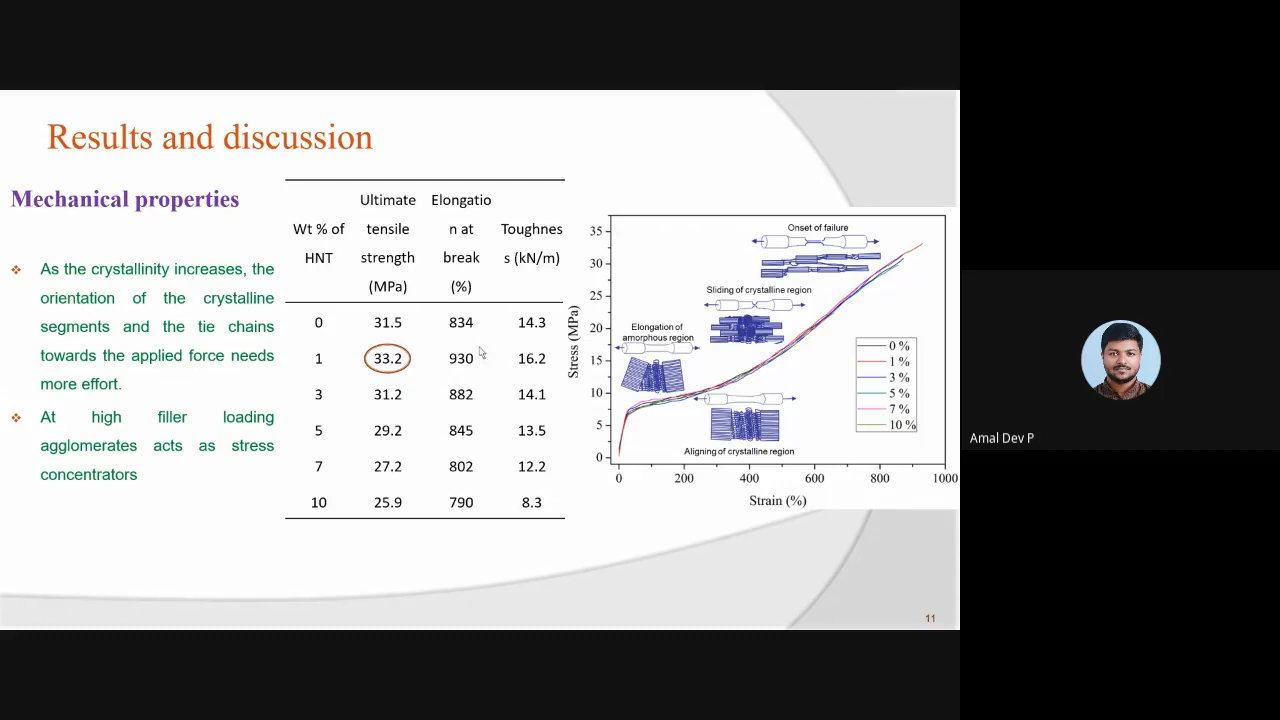 Results and discussion
Mechanical properties
❖ As the crystallinity increases, the
orientation of the crystalline
segments and the tie chains
towards the applied force needs
more effort.
❖ At high filler loading
agglomerates acts as stress
concentrators
Ultimate Elongatio
Wt % of tensile n at Toughnes
HNT strength break s (kN/m)
(MPa) (%)
0 31.5 834 14.3
1 33.2 930 16.2
3 31.2 882 14.1
5 29.2 845 13.5
7 27.2 802 12.2
10 25.9 790 8.3
Stress (MPa)
35
30
25
20
15
10
5
0
Onset of failure
Sliding of crystalline region
Elongation of
amorphous region
Aligning of crystalline region
0 %
1 %
3 %
5 %
7 %
10 %
0 200 400 600 800 1000
Strain (%)
11
Amal Dev P